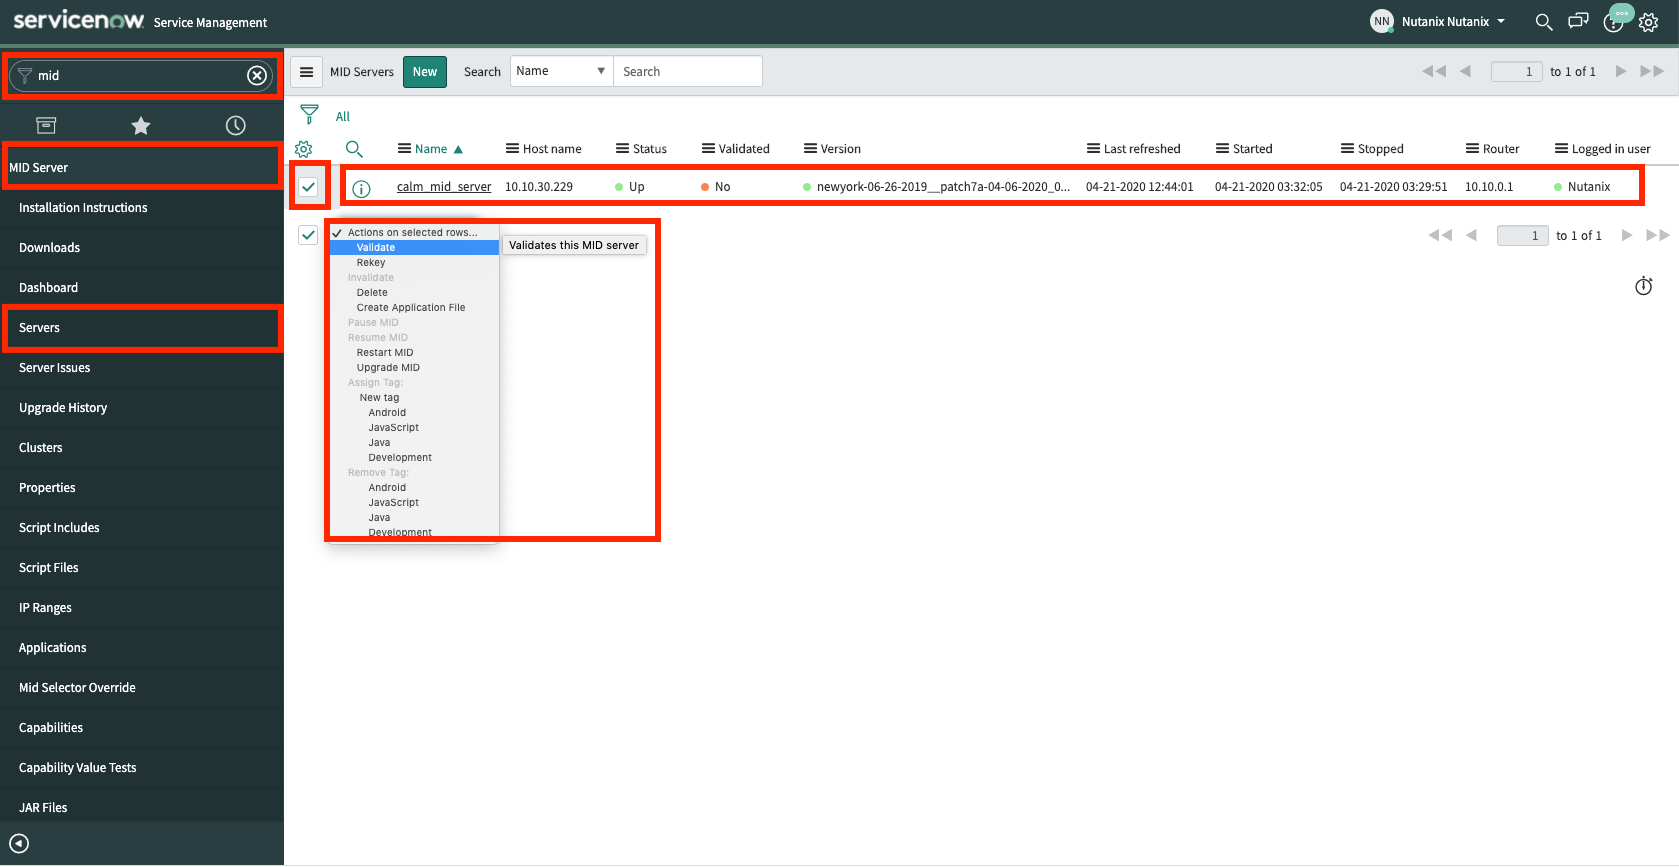 servicenow Service Management
NN Nutanix Nutanix
mid
MID Servers New Search Name Search 1 to 1 of 1
All
MID Server
Installation Instructions
Downloads
Dashboard
Servers
Server Issues
Upgrade History
Clusters
Properties
Script Includes
Script Files
IP Ranges
Applications
Mid Selector Override
Capabilities
Capability Value Tests
JAR Files
Name Host name Status Validated Version Last refreshed Started Stopped Router Logged in user
calm_mid_server 10.10.30.229 Up No newyork-06-26-2019__patch7a-04-06-2020_0... 04-21-2020 12:44:01 04-21-2020 03:32:05 04-21-2020 03:29:51 10.10.0.1 Nutanix
Actions on selected rows...
Validate
Validates this MID server
Rekey
Invalidate
Delete
Create Application File
Pause MID
Resume MID
Restart MID
Upgrade MID
Assign Tag:
New tag
Android
JavaScript
Java
Development
Remove Tag:
Android
JavaScript
Java
Development
1 to 1 of 1